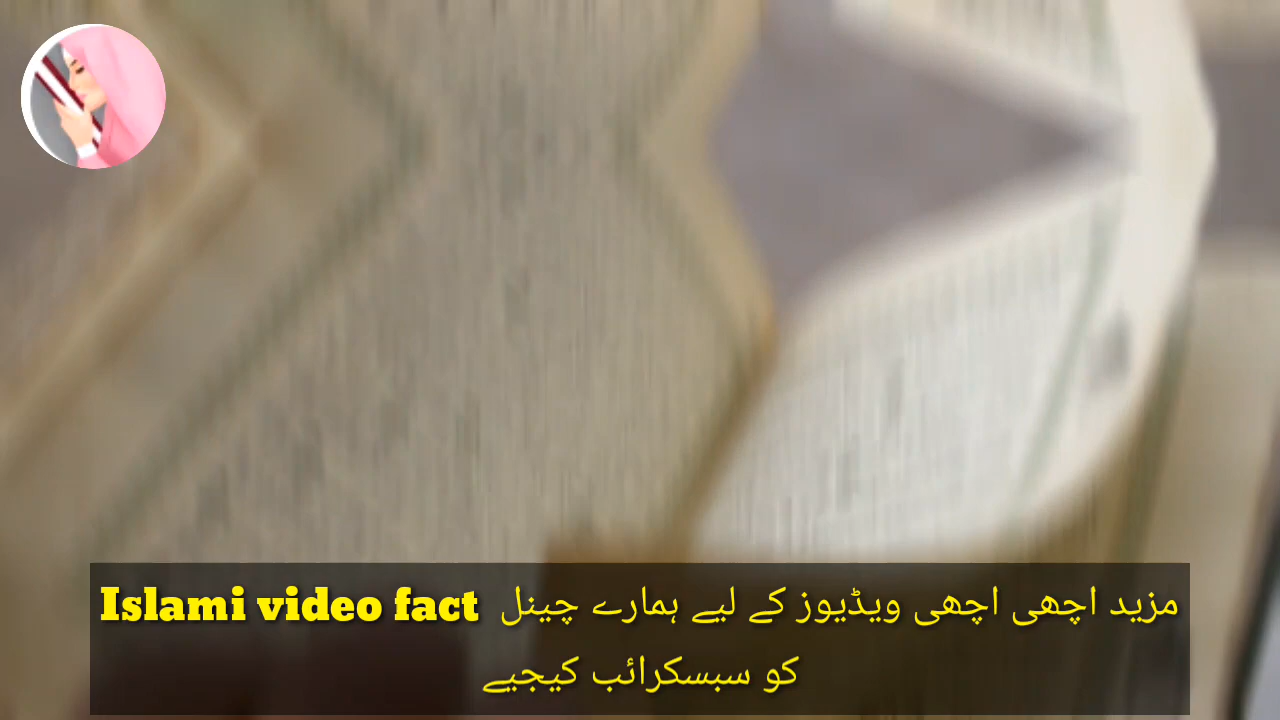 مزید اچھی اچھی ویڈیوز کے لیے ہمارے چینل Islami video fact
کو سبسکرائب کیجیے